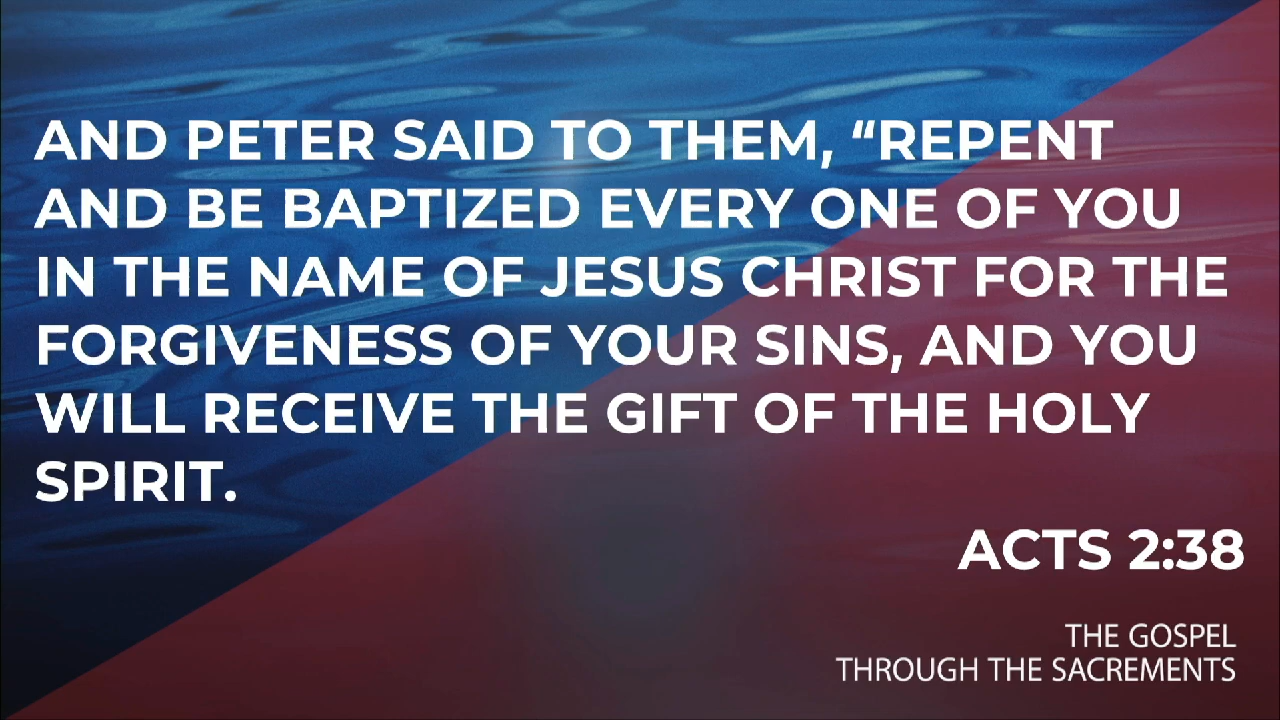 AND PETER SAID TO THEM, “REPENT
AND BE BAPTIZED EVERY ONE OF YOU
IN THE NAME OF JESUS CHRIST FOR THE
FORGIVENESS OF YOUR SINS, AND YOU
WILL RECEIVE THE GIFT OF THE HOLY
SPIRIT.
ACTS 2:38
THE GOSPEL
THROUGH THE SACREMENTS